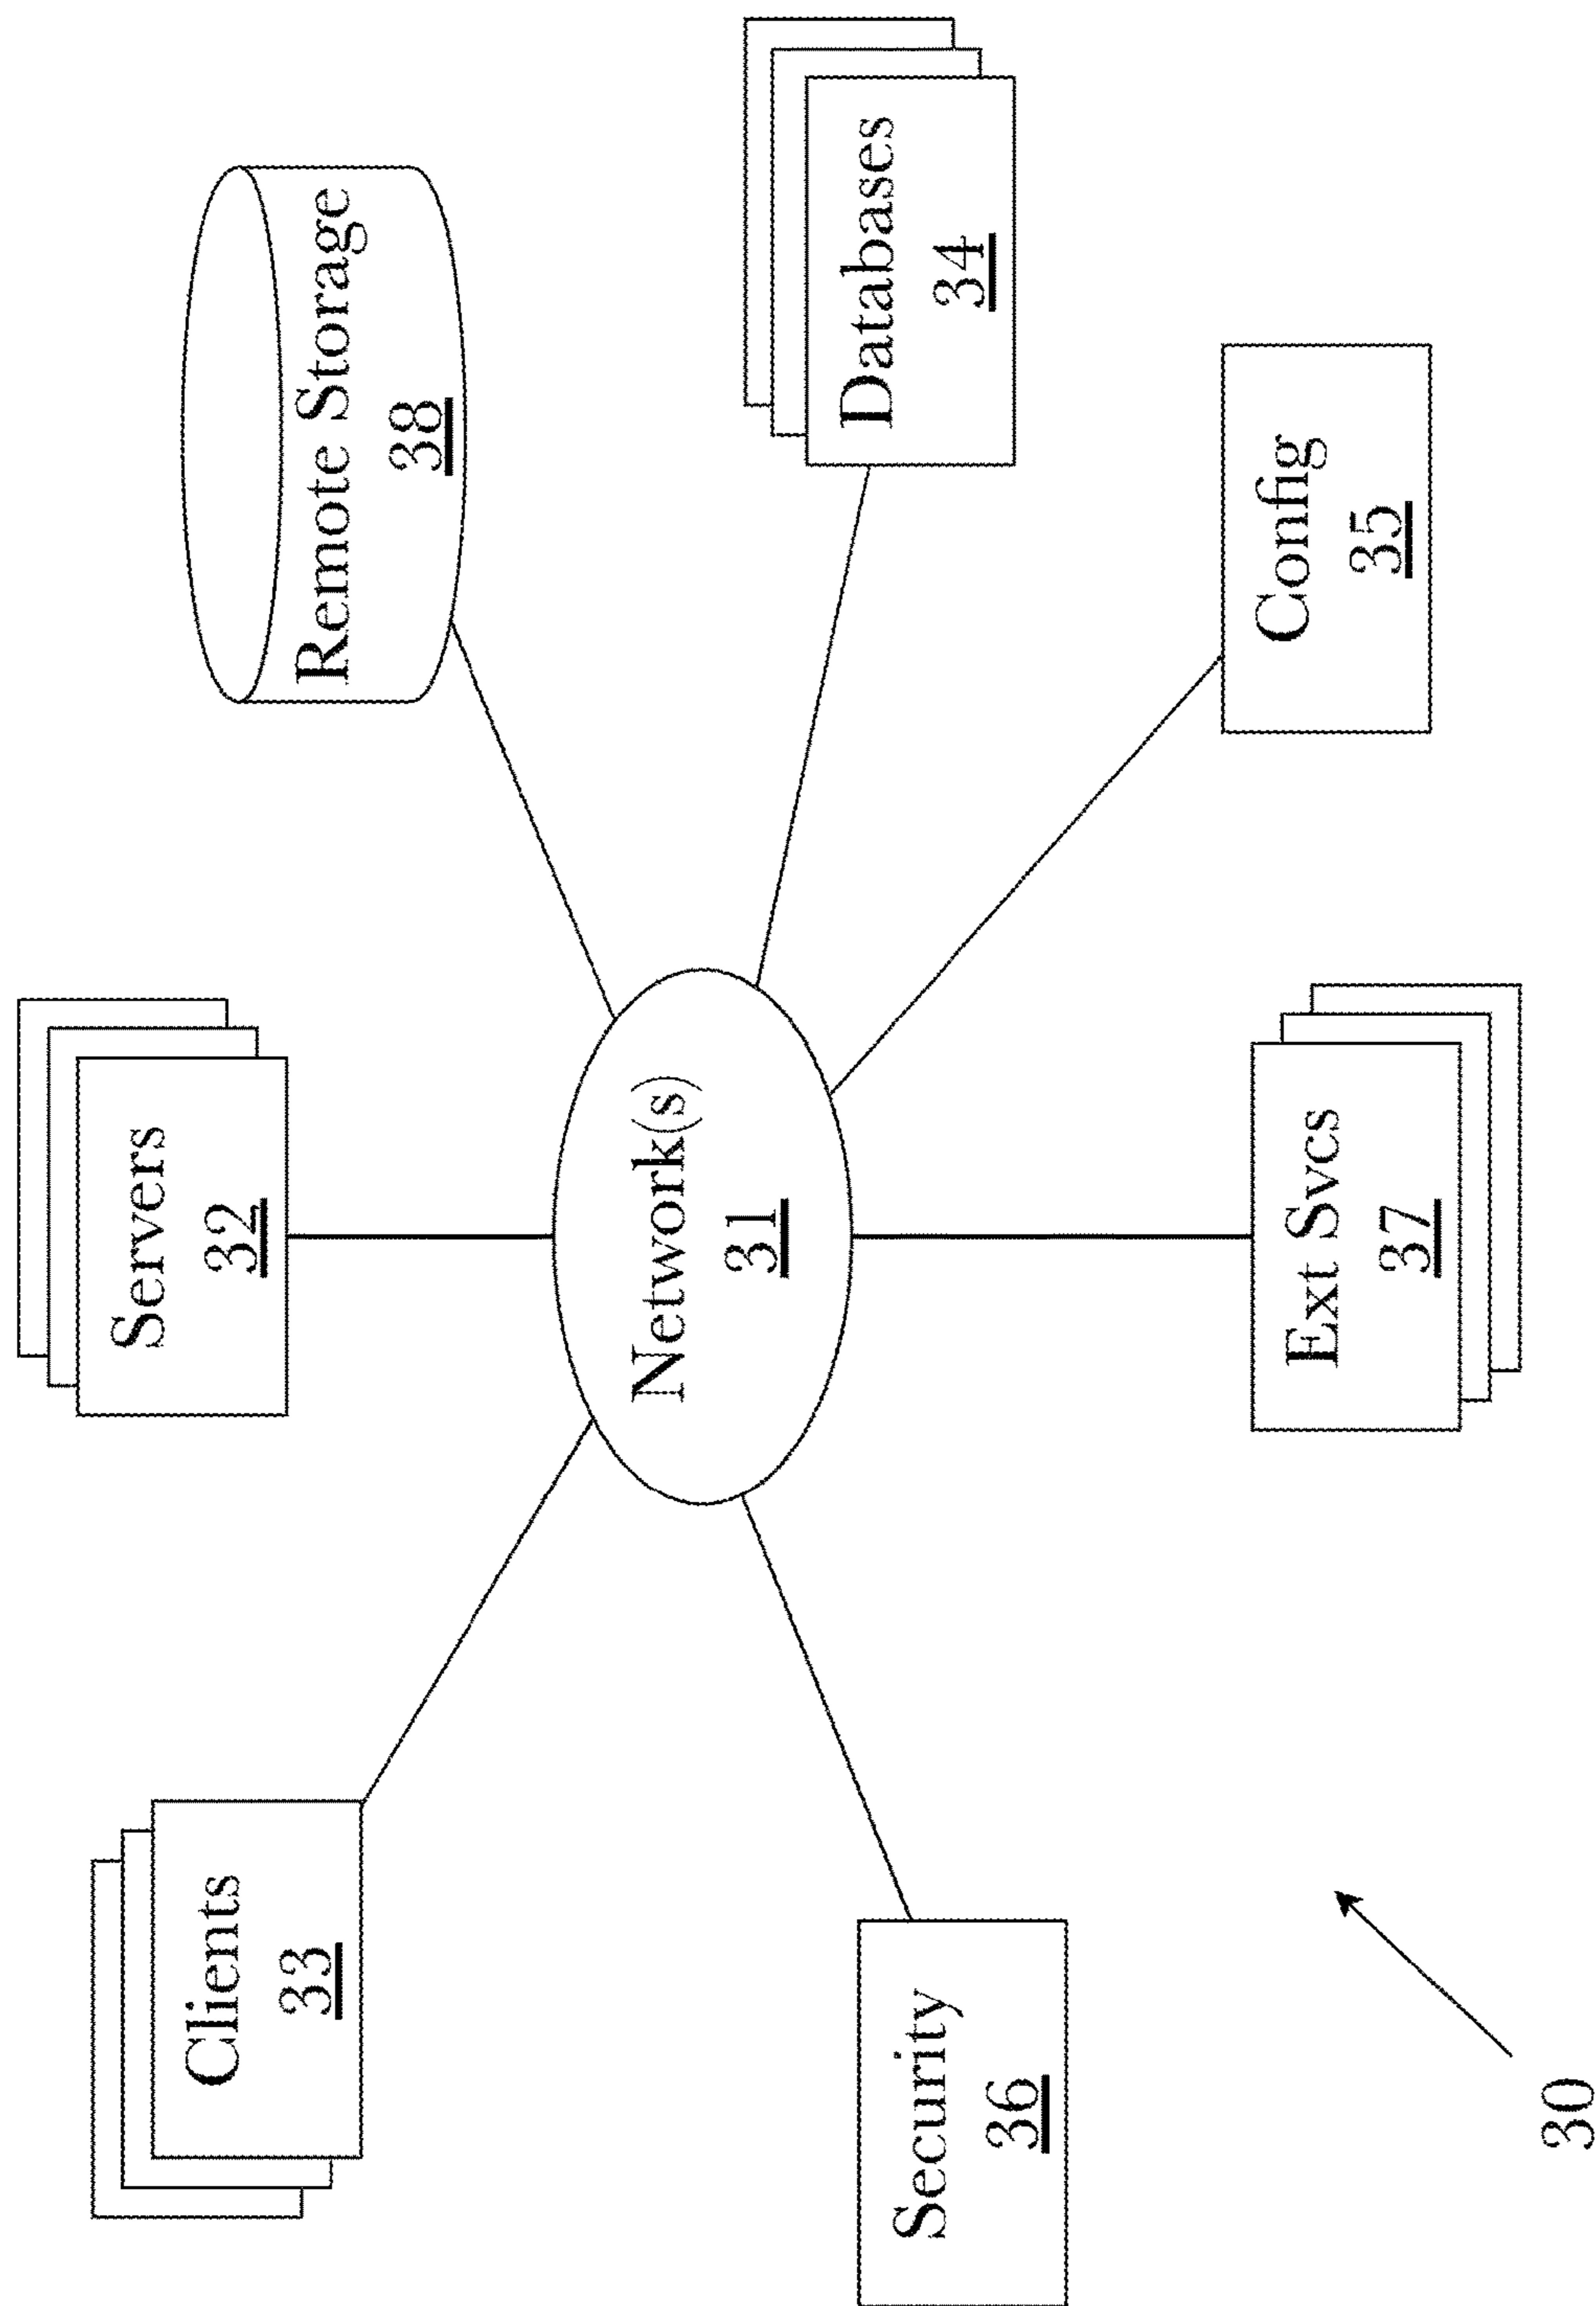 Clients
33
Servers
32
Remote Storage
38
Network(s)
31
Databases
34
Security
36
Ext Svcs
37
Config
35
30